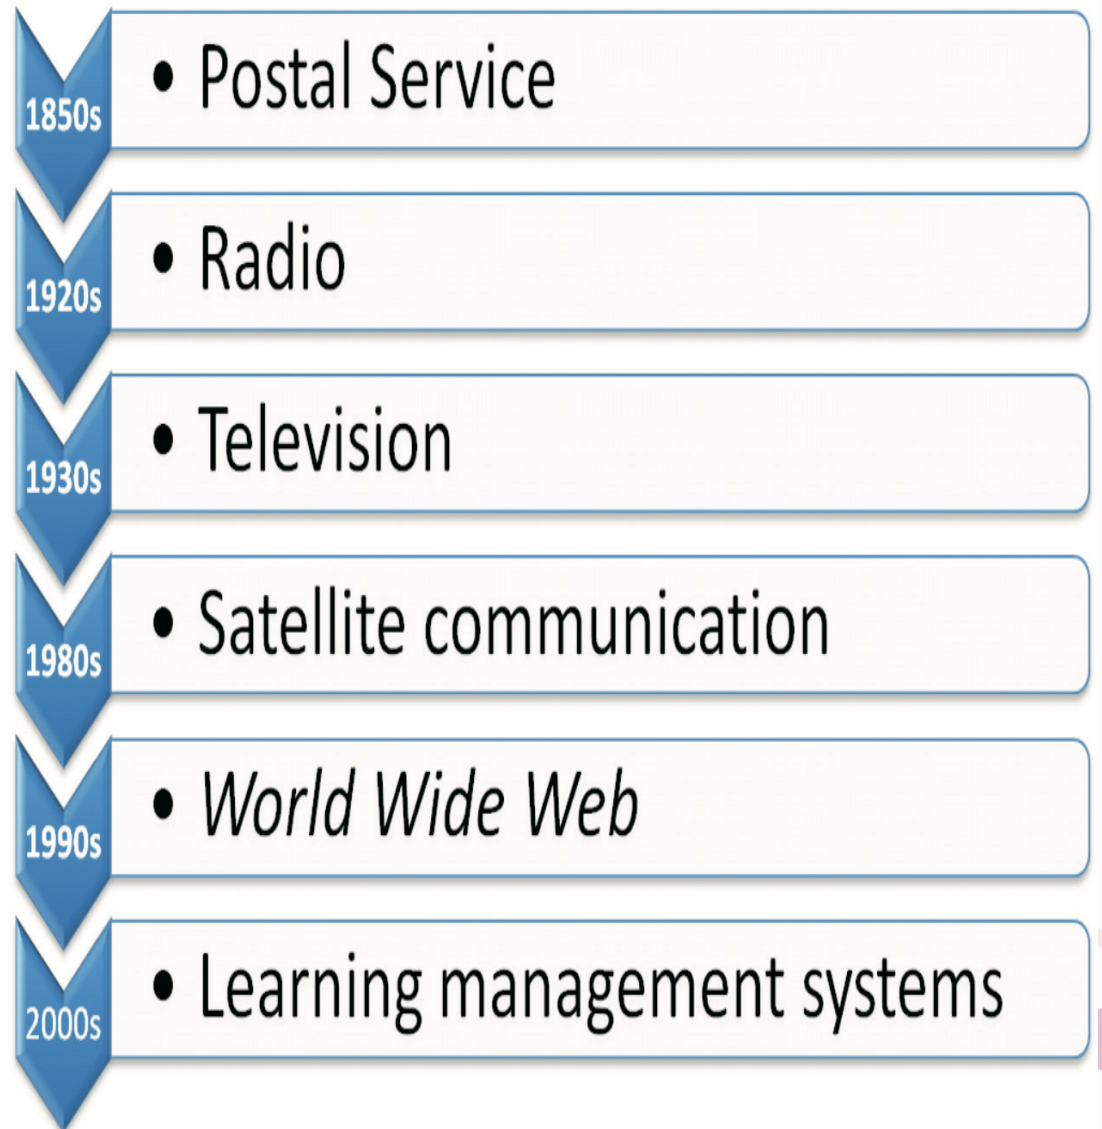 1850s
• Postal Service
1920s
• Radio
1930s
• Television
1980s
• Satellite communication
1990s
• World Wide Web
2000s
• Learning management systems